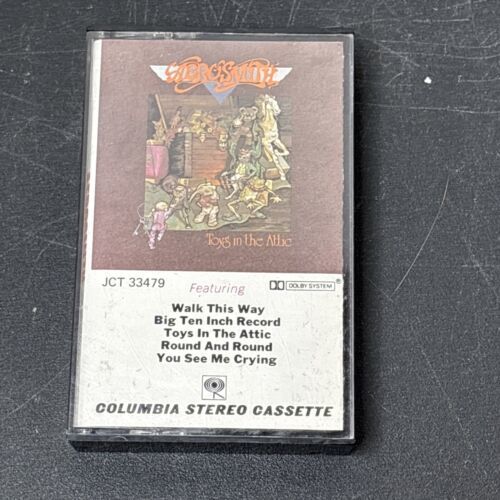 AEROSMITH
Toys in the Attic
JCT 33479
Featuring
DOLBY SYSTEM ®
Walk This Way
Big Ten Inch Record
Toys In The Attic
Round And Round
You See Me Crying
COLUMBIA STEREO CASSETTE